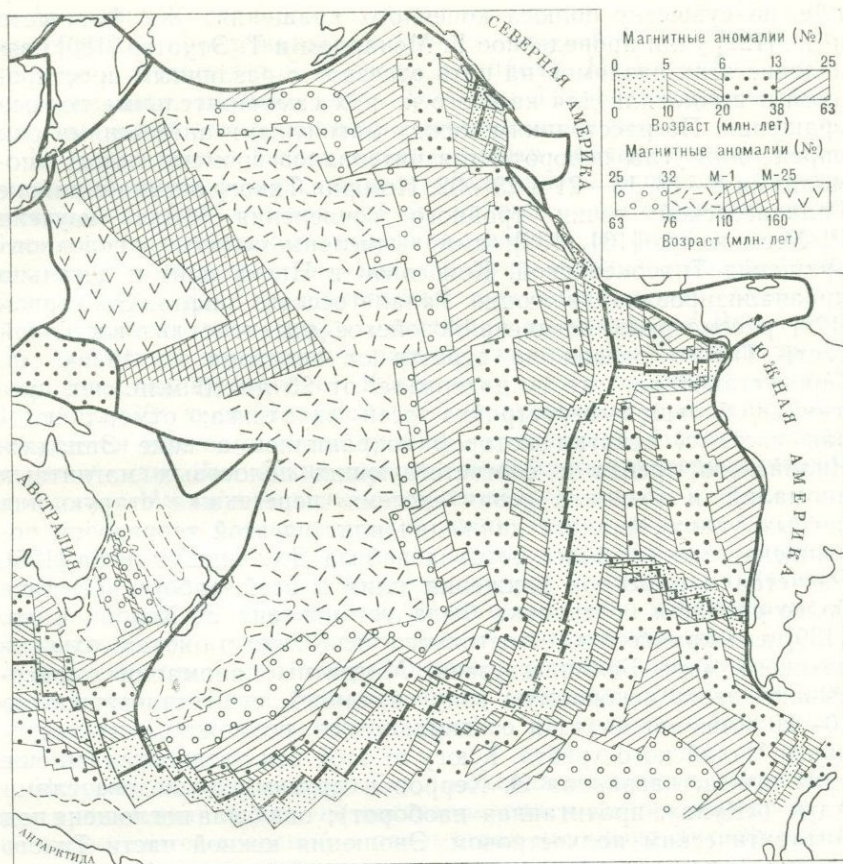 СЕВЕРНАЯ АМЕРИКА
Магнитные аномалии (№)
0 5 6 13 25
0 10 20 38 63
Возраст (млн. лет)
Магнитные аномалии (№)
25 32 М-1 М-25
63 76 110 160
Возраст (млн. лет)
ЮЖНАЯ АМЕРИКА
АВСТРАЛИЯ
АНТАРКТИДА